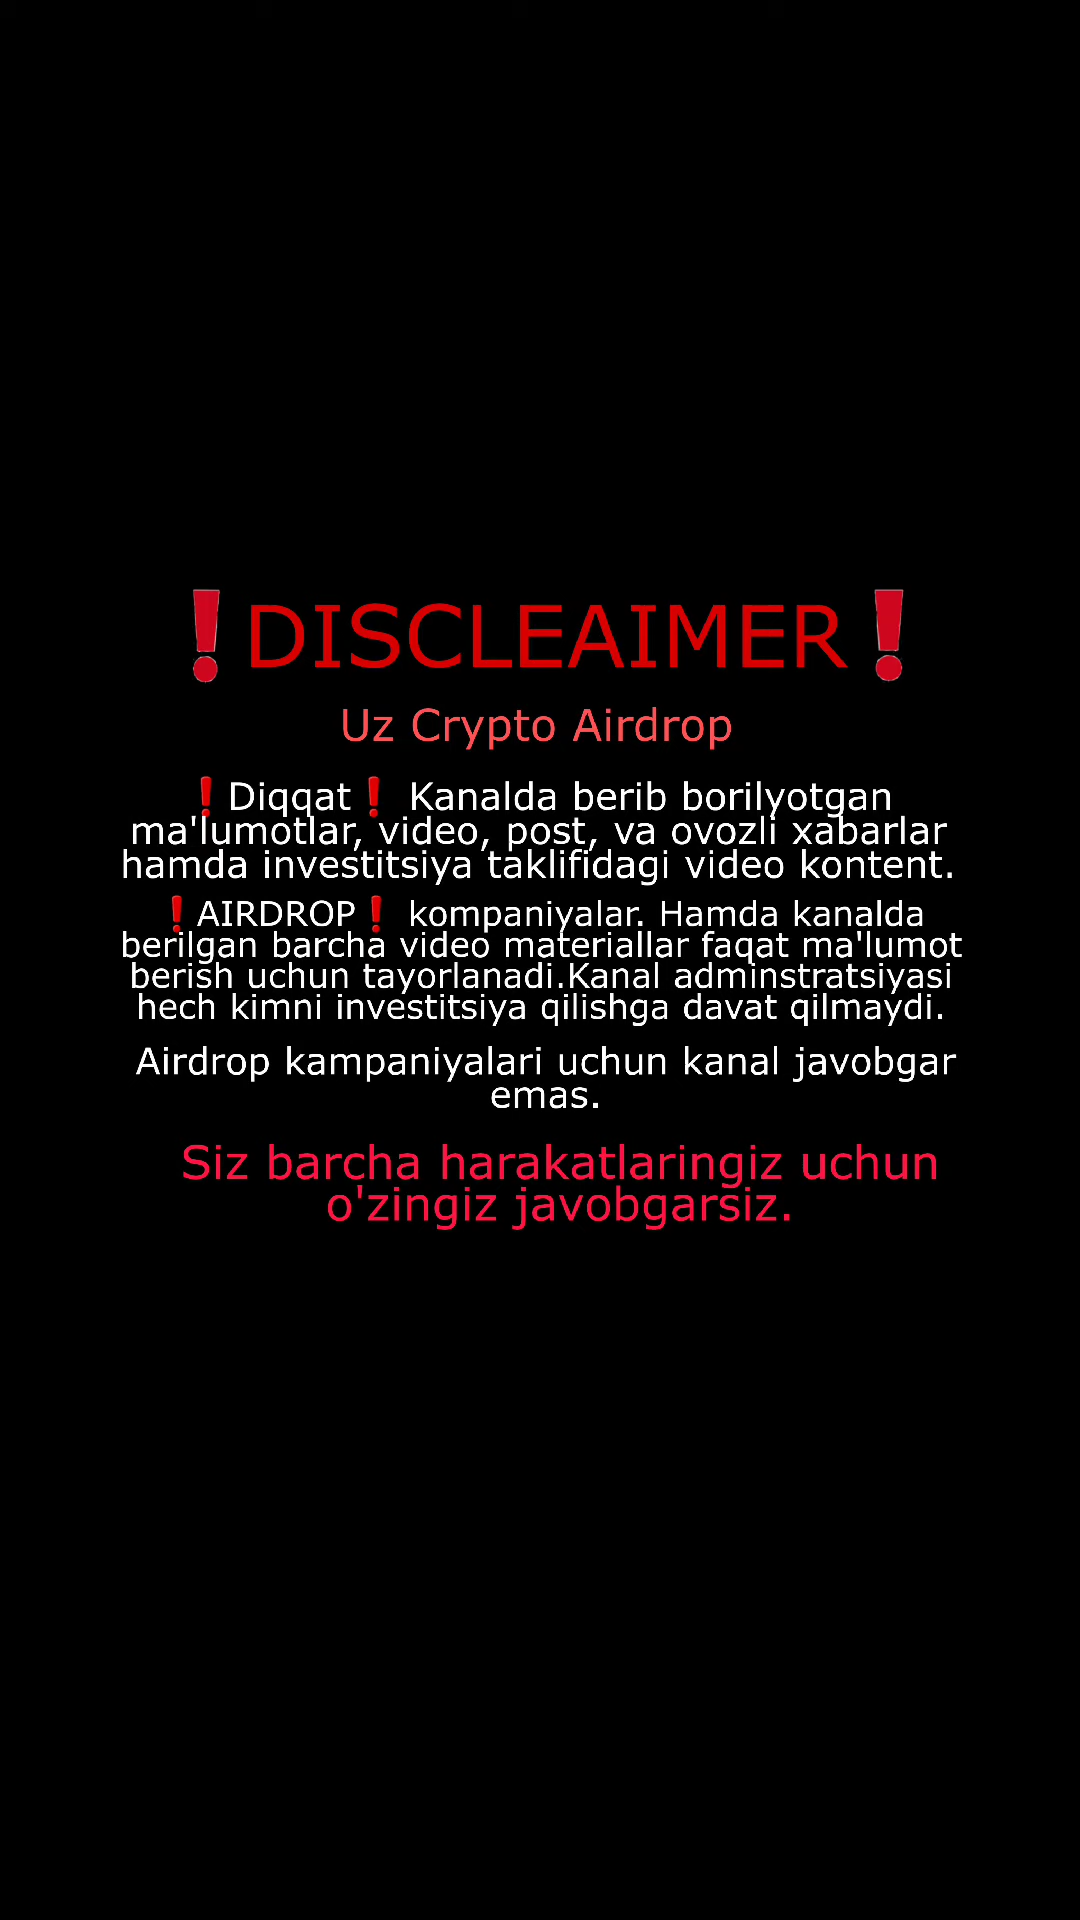 ❗DISCLEAIMER❗
Uz Crypto Airdrop
❗Diqqat❗ Kanalda berib borilyotgan
ma'lumotlar, video, post, va ovozli xabarlar
hamda investitsiya taklifidagi video kontent.
❗AIRDROP❗ kompaniyalar. Hamda kanalda
berilgan barcha video materiallar faqat ma'lumot
berish uchun tayorlanadi.Kanal adminstratsiyasi
hech kimni investitsiya qilishga davat qilmaydi.
Airdrop kampaniyalari uchun kanal javobgar
emas.
Siz barcha harakatlaringiz uchun
o'zingiz javobgarsiz.